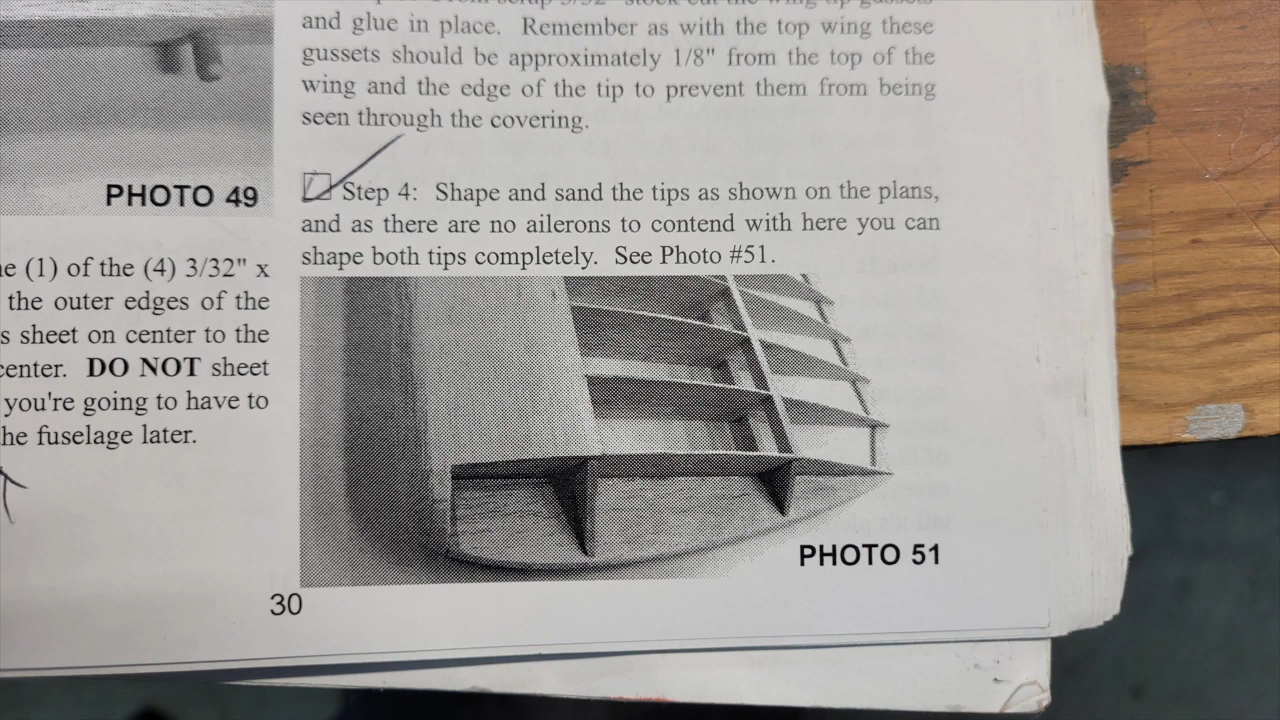 PHOTO 49
e (1) of the (4) 3/32" x
the outer edges of the
s sheet on center to the
center. DO NOT sheet
you're going to have to
he fuselage later.
and glue in place. Remember as with the top wing these
gussets should be approximately 1/8" from the top of the
wing and the edge of the tip to prevent them from being
seen through the covering.
Step 4: Shape and sand the tips as shown on the plans,
and as there are no ailerons to contend with here you can
shape both tips completely. See Photo #51.
PHOTO 51
30